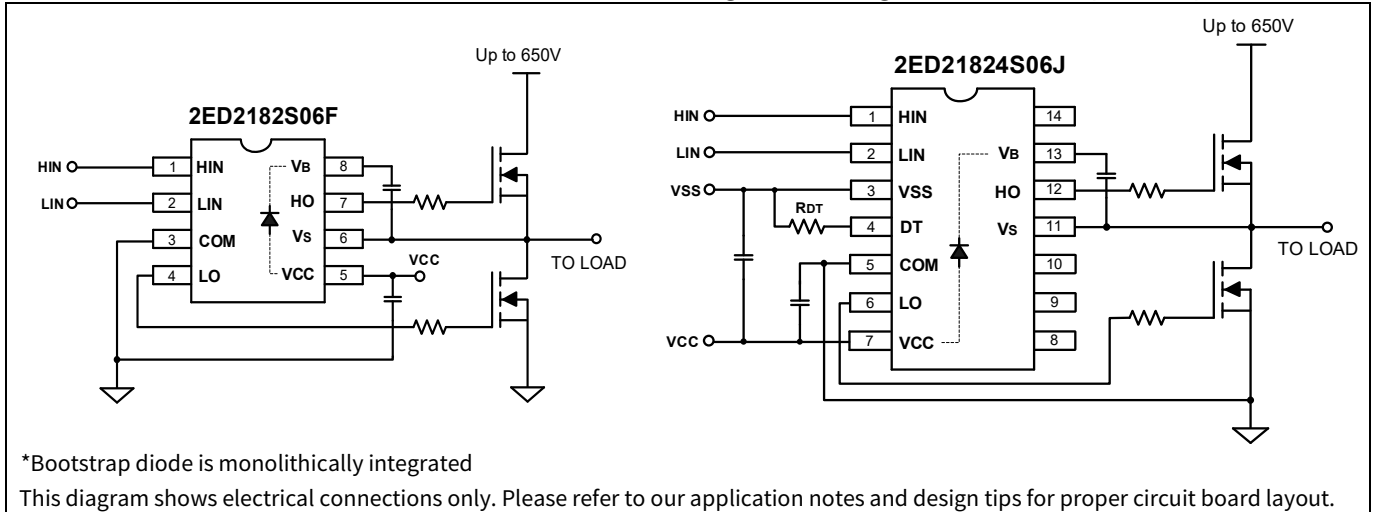 Up to 650V
2ED2182S06F
HIN
1
HIN
VB
8
LIN
2
LIN
HO
7
3
COM
VS
6
TO LOAD
4
LO
VCC
5
VCC
Up to 650V
2ED21824S06J
HIN
1
HIN
14
LIN
2
LIN
VB
13
VSS
3
VSS
HO
12
RDT
4
DT
VS
11
TO LOAD
5
COM
10
6
LO
9
VCC
7
VCC
8
*Bootstrap diode is monolithically integrated
This diagram shows electrical connections only. Please refer to our application notes and design tips for proper circuit board layout.